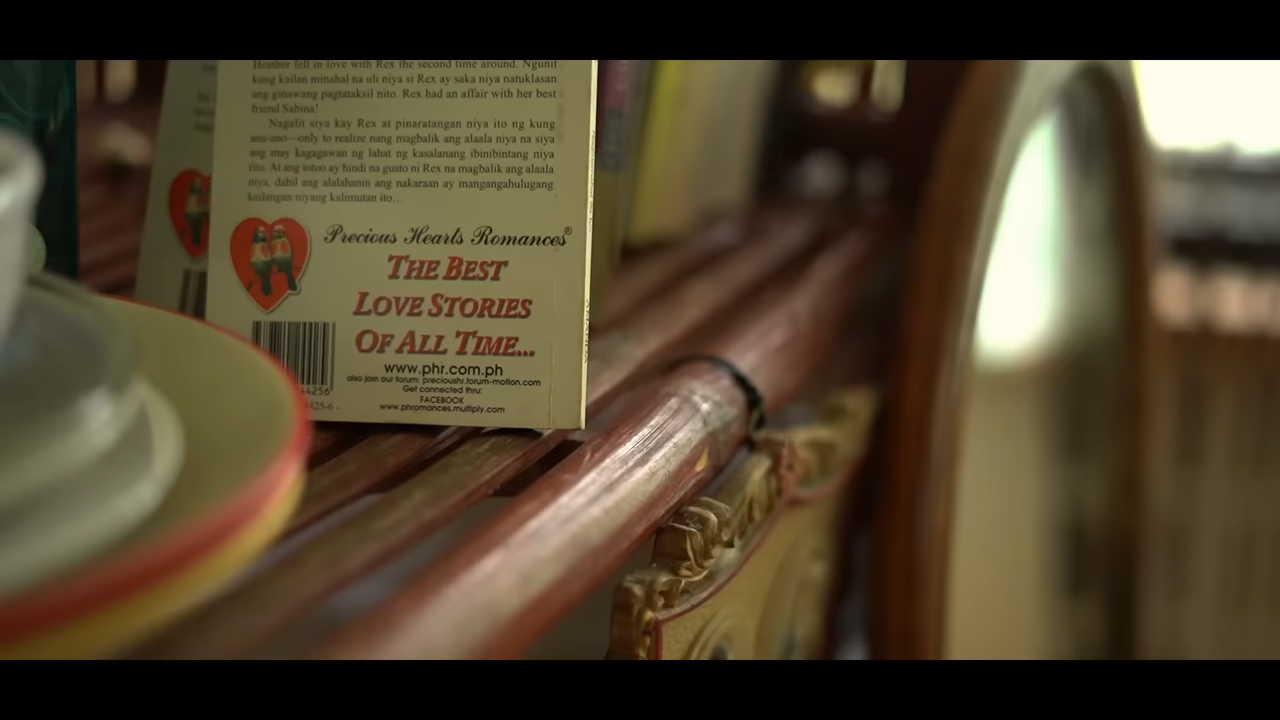 Heather fell in love with Rex the second time around. Ngunit
kung kailan minahal na uli niya si Rex ay saka niya natuklasan
ang ginawang pagtataksil nito. Rex had an affair with her best
friend Sabina!
Nagalit siya kay Rex at pinaratangan niya ito ng kung
anu-ano—only to realize nang magbalik ang alaala niya na siya
ang may kagagawan ng lahat ng kasalanang ibinibintang niya
rito. At ang totoo ay hindi na gusto ni Rex na magbalik ang alaala
niya, dahil ang alalahanin ang nakaraan ay mangangahulugang
kailangan niyang kalimutan ito...
Precious Hearts Romances®
THE BEST
LOVE STORIES
OF ALL TIME...
www.phr.com.ph
also join our forum: precioushr.forum-motion.com
Get connected thru:
FACEBOOK
www.phromances.multiply.com
44256
425-6